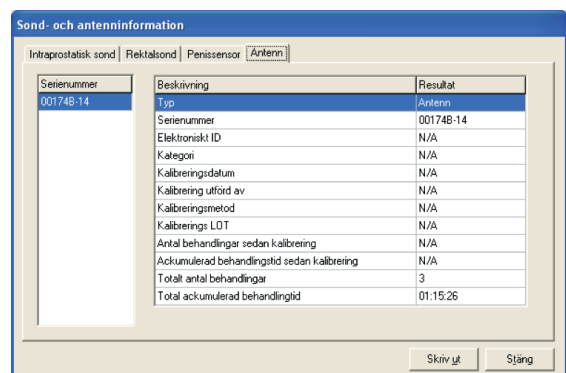 Sond- och antenninformation
Intraprostatisk sond Rektalsond Penissensor Antenn
Serienummer
00174B-14
Beskrivning Resultat
Typ Antenn
Serienummer 00174B-14
Elektroniskt ID N/A
Kategori N/A
Kalibreringsdatum N/A
Kalibrering utförd av N/A
Kalibreringsmetod N/A
Kalibrerings LOT N/A
Antal behandlingar sedan kalibrering N/A
Ackumulerad behandlingstid sedan kalibrering N/A
Totalt antal behandlingar 3
Total ackumulerad behandlingtid 01:15:26
Skriv ut Stäng